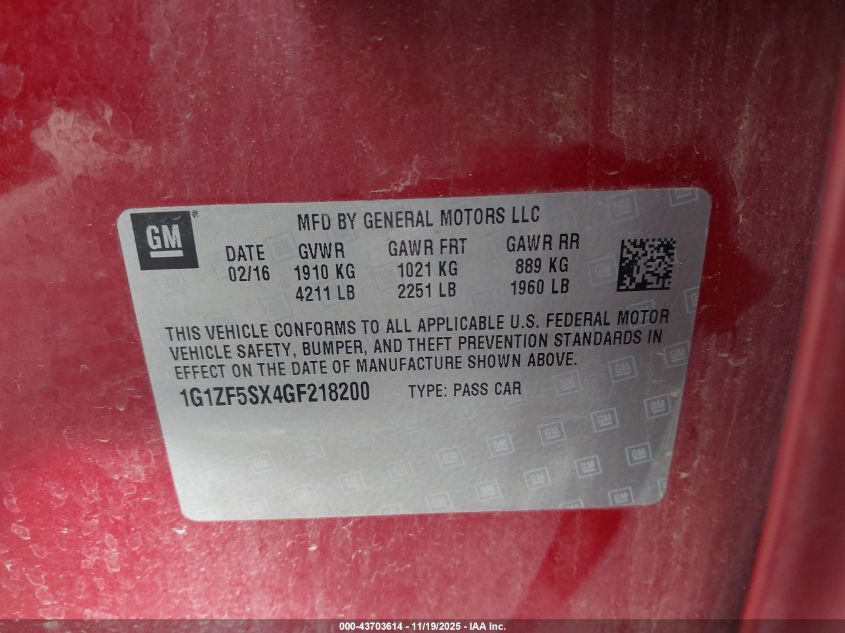 GM ®
MFD BY GENERAL MOTORS LLC
DATE GVWR GAWR FRT GAWR RR
02/16 1910 KG 1021 KG 889 KG
4211 LB 2251 LB 1960 LB
THIS VEHICLE CONFORMS TO ALL APPLICABLE U.S. FEDERAL MOTOR
VEHICLE SAFETY, BUMPER, AND THEFT PREVENTION STANDARDS IN
EFFECT ON THE DATE OF MANUFACTURE SHOWN ABOVE.
1G1ZF5SX4GF218200 TYPE: PASS CAR
000-43703614 - 11/19/2025 - IAA Inc.